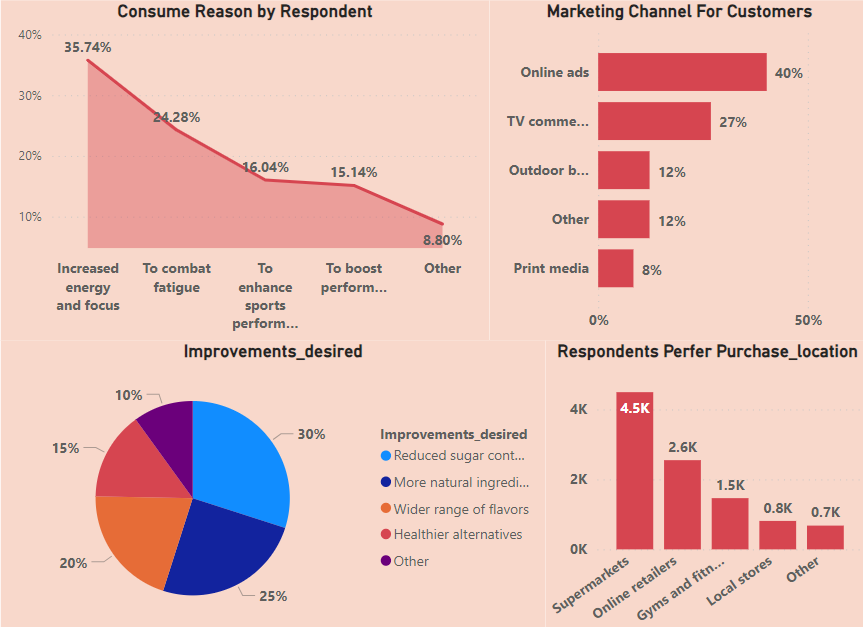 Consume Reason by Respondent
40%
30%
20%
10%
35.74%
24.28%
16.04%
15.14%
8.80%
Increased
energy
and focus
To combat
fatigue
To
enhance
sports
perform...
To boost
perform...
Other
Marketing Channel For Customers
Online ads
40%
TV comme...
27%
Outdoor b...
12%
Other
12%
Print media
8%
0%
50%
Improvements_desired
10%
30%
15%
20%
25%
Improvements_desired
Reduced sugar cont...
More natural ingredi...
Wider range of flavors
Healthier alternatives
Other
Respondents Perfer Purchase_location
4K
2K
0K
4.5K
2.6K
1.5K
0.8K
0.7K
Supermarkets
Online retailers
Gyms and fitn...
Local stores
Other